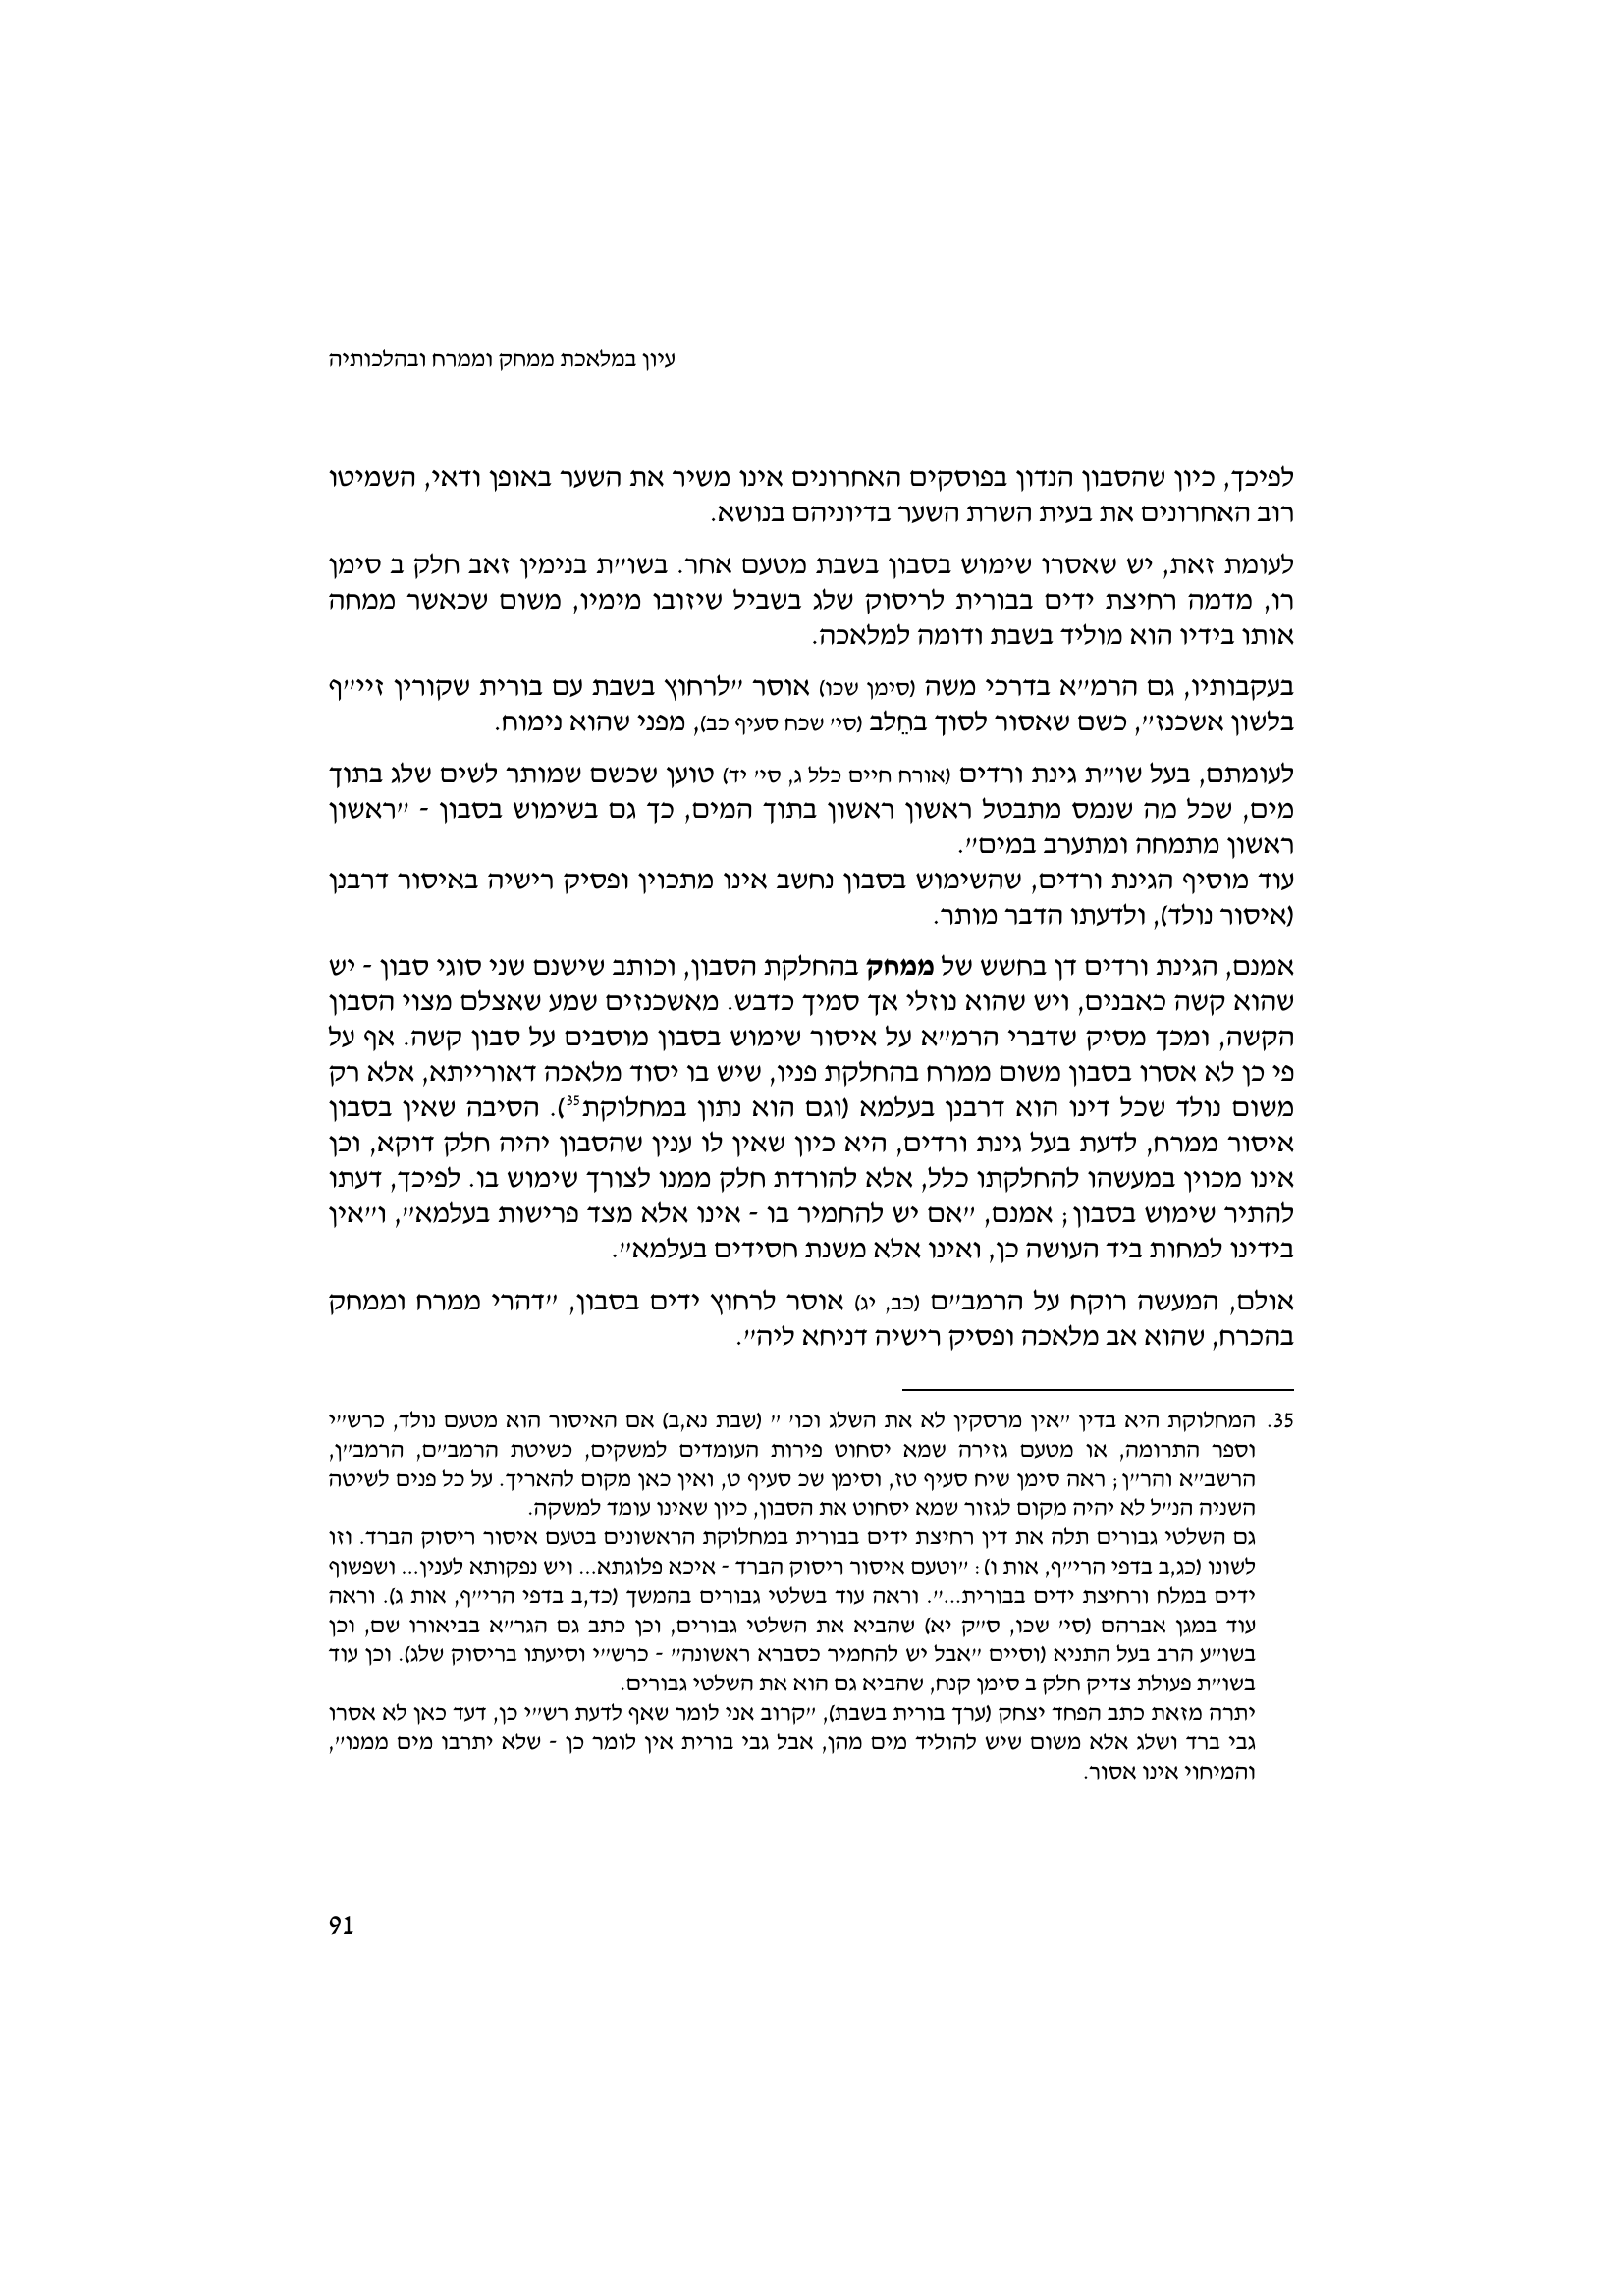 עיון במלאכת ממחק וממרח ובהלכותיה
לפיכך, כיון שהסבון הנדון בפוסקים האחרונים אינו משיר את השער באופן ודאי, השמיטו
רוב האחרונים את בעית השרת השער בדיוניהם בנושא.
לעומת זאת, יש שאסרו שימוש בסבון בשבת מטעם אחר. בשו״ת בנימין זאב חלק ב סימן
רו, מדמה רחיצת ידים בבורית לריסוק שלג בשביל שיזובו מימיו, משום שכאשר ממחה
אותו בידיו הוא מוליד בשבת ודומה למלאכה.
בעקבותיו, גם הרמ״א בדרכי משה (סימן שכו) אוסר ״לרחוץ בשבת עם בורית שקורין זיי״ף
בלשון אשכנז״, כשם שאסור לסוך בחֵלב (סי׳ שכח סעיף כב), מפני שהוא נימוח.
לעומתם, בעל שו״ת גינת ורדים (אורח חיים כלל ג, סי׳ יד) טוען שכשם שמותר לשים שלג בתוך
מים, שכל מה שנמס מתבטל ראשון ראשון בתוך המים, כך גם בשימוש בסבון - ״ראשון
ראשון מתמחה ומתערב במים״.
עוד מוסיף הגינת ורדים, שהשימוש בסבון נחשב אינו מתכוין ופסיק רישיה באיסור דרבנן
(איסור נולד), ולדעתו הדבר מותר.
אמנם, הגינת ורדים דן בחשש של ממחק בהחלקת הסבון, וכותב שישנם שני סוגי סבון - יש
שהוא קשה כאבנים, ויש שהוא נוזלי אך סמיך כדבש. מאשכנזים שמע שאצלם מצוי הסבון
הקשה, ומכך מסיק שדברי הרמ״א על איסור שימוש בסבון מוסבים על סבון קשה. אף על
פי כן לא אסרו בסבון משום ממרח בהחלקת פניו, שיש בו יסוד מלאכה דאורייתא, אלא רק
משום נולד שכל דינו הוא דרבנן בעלמא (וגם הוא נתון במחלוקת35). הסיבה שאין בסבון
איסור ממרח, לדעת בעל גינת ורדים, היא כיון שאין לו ענין שהסבון יהיה חלק דוקא, וכן
אינו מכוין במעשהו להחלקתו כלל, אלא להורדת חלק ממנו לצורך שימוש בו. לפיכך, דעתו
להתיר שימוש בסבון; אמנם, ״אם יש להחמיר בו - אינו אלא מצד פרישות בעלמא״, ו״אין
בידינו למחות ביד העושה כן, ואינו אלא משנת חסידים בעלמא״.
אולם, המעשה רוקח על הרמב״ם (כב, יג) אוסר לרחוץ ידים בסבון, ״דהרי ממרח וממחק
בהכרח, שהוא אב מלאכה ופסיק רישיה דניחא ליה״.
35. המחלוקת היא בדין ״אין מרסקין לא את השלג וכו׳ ״ (שבת נא,ב) אם האיסור הוא מטעם נולד, כרש״י
וספר התרומה, או מטעם גזירה שמא יסחוט פירות העומדים למשקים, כשיטת הרמב״ם, הרמב״ן,
הרשב״א והר״ן; ראה סימן שיח סעיף טז, וסימן שכ סעיף ט, ואין כאן מקום להאריך. על כל פנים לשיטה
השניה הנ״ל לא יהיה מקום לגזור שמא יסחוט את הסבון, כיון שאינו עומד למשקה.
גם השלטי גבורים תלה את דין רחיצת ידים בבורית במחלוקת הראשונים בטעם איסור ריסוק הברד. וזו
לשונו (כג,ב בדפי הרי״ף, אות ו): ״וטעם איסור ריסוק הברד - איכא פלוגתא... ויש נפקותא לענין... ושפשוף
ידים במלח ורחיצת ידים בבורית...״. וראה עוד בשלטי גבורים בהמשך (כד,ב בדפי הרי״ף, אות ג). וראה
עוד במגן אברהם (סי׳ שכו, ס״ק יא) שהביא את השלטי גבורים, וכן כתב גם הגר״א בביאורו שם, וכן
בשו״ע הרב בעל התניא (וסיים ״אבל יש להחמיר כסברא ראשונה״ - כרש״י וסיעתו בריסוק שלג). וכן עוד
בשו״ת פעולת צדיק חלק ב סימן קנח, שהביא גם הוא את השלטי גבורים.
יתרה מזאת כתב הפחד יצחק (ערך בורית בשבת), ״קרוב אני לומר שאף לדעת רש״י כן, דעד כאן לא אסרו
גבי ברד ושלג אלא משום שיש להוליד מים מהן, אבל גבי בורית אין לומר כן - שלא יתרבו מים ממנו״,
והמיחוי אינו אסור.
91